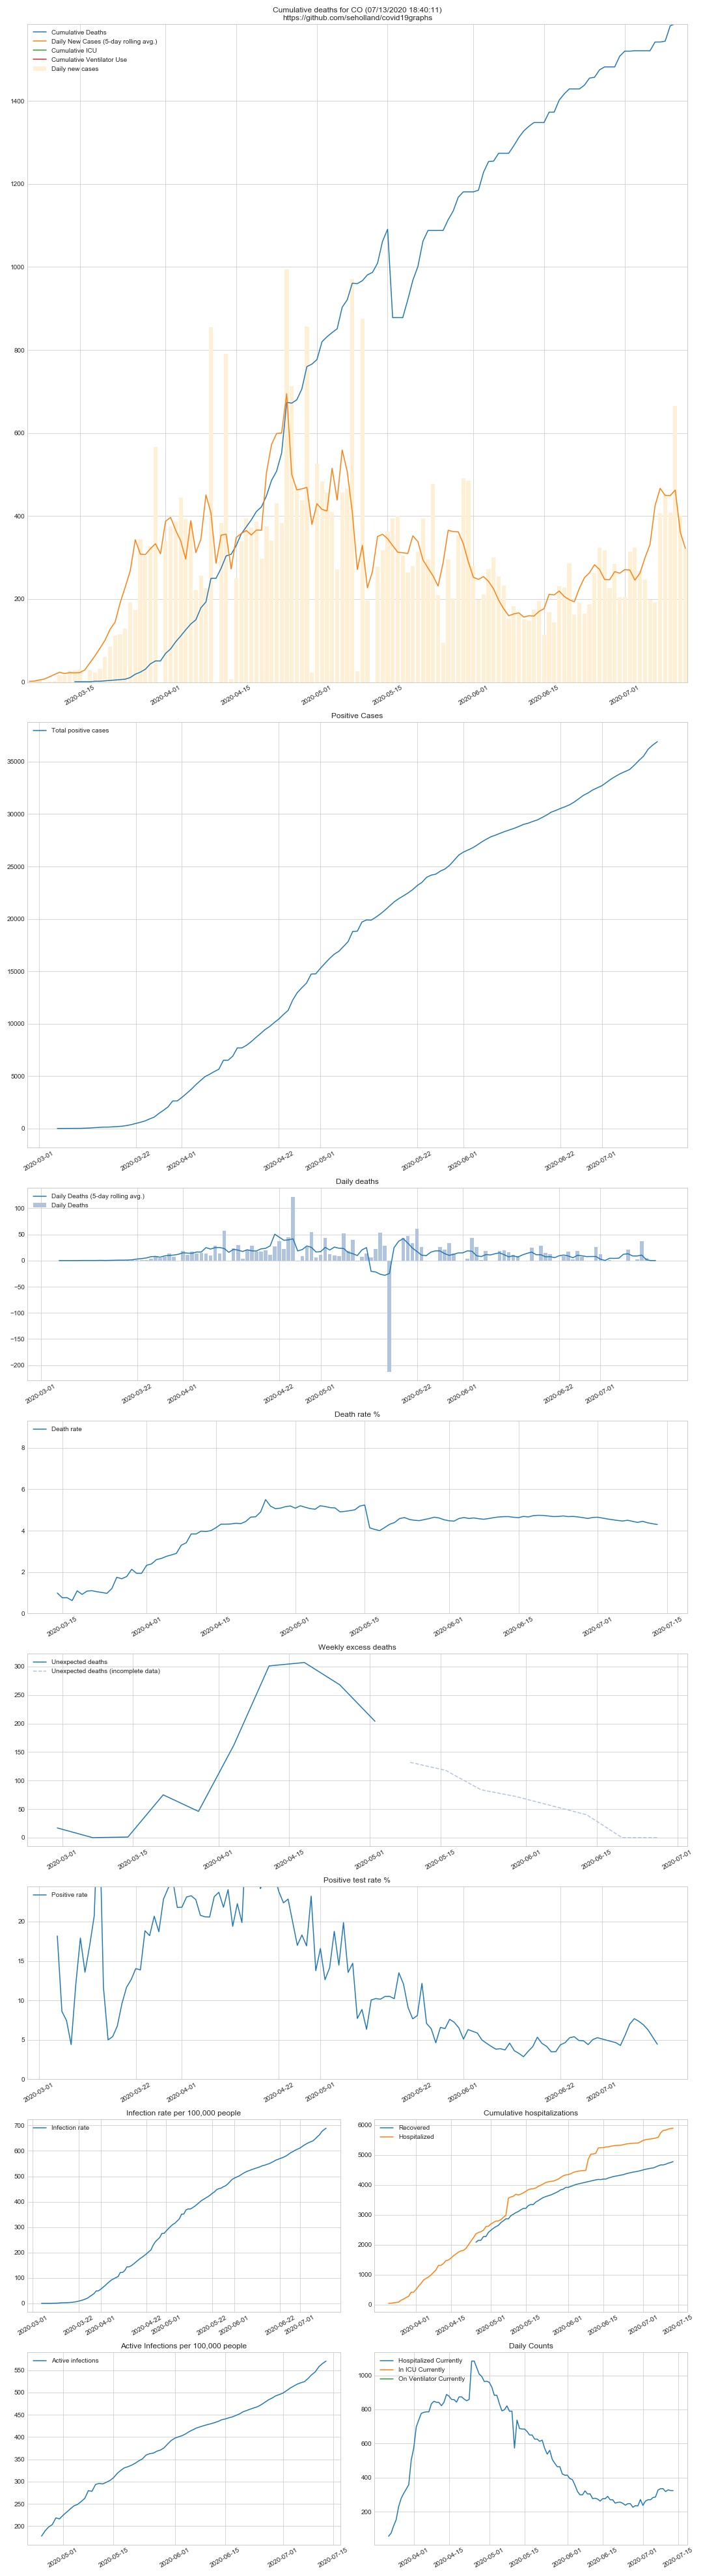 Cumulative deaths for CO (07/13/2020 18:40:11)
https://github.com/seholland/covid19graphs
Cumulative Deaths
Daily New Cases (5-day rolling avg.)
Cumulative ICU
Cumulative Ventilator Use
Daily new cases
1400
1200
1000
800
600
400
200
0
2020-03-15 2020-04-01 2020-04-15 2020-05-01 2020-05-15 2020-06-01 2020-06-15 2020-07-01
Positive Cases
Total positive cases
35000
30000
25000
20000
15000
10000
5000
0
2020-03-01 2020-03-22 2020-04-01 2020-04-22 2020-05-01 2020-05-22 2020-06-01 2020-06-22 2020-07-01
Daily deaths
Daily Deaths (5-day rolling avg.)
Daily Deaths
100
50
0
−50
−100
−150
−200
2020-03-01 2020-03-22 2020-04-01 2020-04-22 2020-05-01 2020-05-22 2020-06-01 2020-06-22 2020-07-01
Death rate %
Death rate
8
6
4
2
0
2020-03-15 2020-04-01 2020-04-15 2020-05-01 2020-05-15 2020-06-01 2020-06-15 2020-07-01 2020-07-15
Weekly excess deaths
Unexpected deaths
Unexpected deaths (incomplete data)
300
250
200
150
100
50
0
2020-03-01 2020-03-15 2020-04-01 2020-04-15 2020-05-01 2020-05-15 2020-06-01 2020-06-15 2020-07-01
Positive test rate %
Positive rate
20
15
10
5
0
2020-03-01 2020-03-22 2020-04-01 2020-04-22 2020-05-01 2020-05-22 2020-06-01 2020-06-22 2020-07-01
Infection rate per 100,000 people
Infection rate
700
600
500
400
300
200
100
0
2020-03-01 2020-03-22 2020-04-01 2020-04-22 2020-05-01 2020-05-22 2020-06-01 2020-06-22 2020-07-01
Cumulative hospitalizations
Recovered
Hospitalized
6000
5000
4000
3000
2000
1000
0
2020-04-01 2020-04-15 2020-05-01 2020-05-15 2020-06-01 2020-06-15 2020-07-01 2020-07-15
Active Infections per 100,000 people
Active infections
550
500
450
400
350
300
250
200
2020-05-01 2020-05-15 2020-06-01 2020-06-15 2020-07-01 2020-07-15
Daily Counts
Hospitalized Currently
In ICU Currently
On Ventilator Currently
1000
800
600
400
200
2020-04-01 2020-04-15 2020-05-01 2020-05-15 2020-06-01 2020-06-15 2020-07-01 2020-07-15